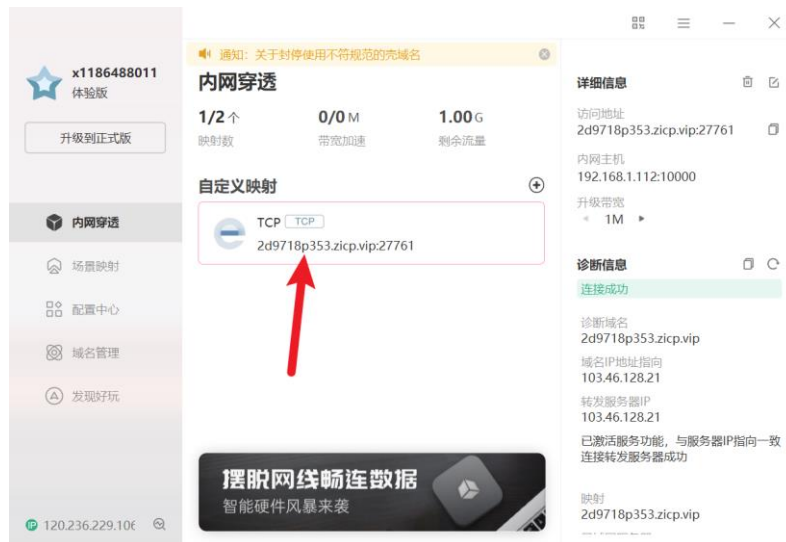 x1186488011
体验版
升级到正式版
内网穿透
场景映射
配置中心
域名管理
发现好玩
IP 120.236.229.10
通知：关于封停使用不符规范的壳域名
内网穿透
1/2个
0/0 M
1.00 G
映射数
带宽加速
剩余流量
自定义映射
TCP TCP
2d9718p353.zicp.vip:27761
摆脱网线畅连数据
智能硬件风暴来袭
详细信息
访问地址
2d9718p353.zicp.vip:27761
内网主机
192.168.1.112:10000
升级带宽
1M
诊断信息
连接成功
诊断域名
2d9718p353.zicp.vip
域名IP地址指向
103.46.128.21
转发服务器IP
103.46.128.21
已激活服务功能，与服务器IP指向一致
连接转发服务器成功
映射
2d9718p353.zicp.vip